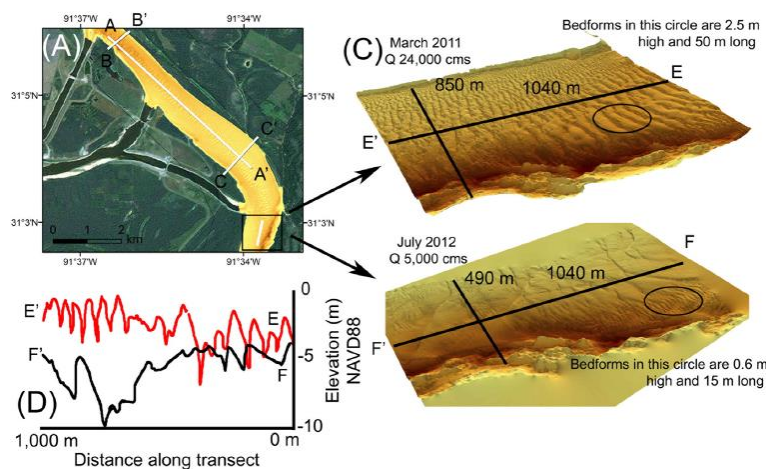 91°37'W
91°34'W
(A)
A
B'
B
C'
C
A'
31°5'N
31°5'N
31°3'N
31°3'N
0 1 2
km
91°37'W
91°34'W
(C)
March 2011
Q 24,000 cms
Bedforms in this circle are 2.5 m
high and 50 m long
850 m
1040 m
E
E'
July 2012
Q 5,000 cms
490 m
1040 m
F
F'
Bedforms in this circle are 0.6 m
high and 15 m long
E'
E
F'
F
(D)
0
-5
-10
Elevation (m)
NAVD88
1,000 m
0 m
Distance along transect